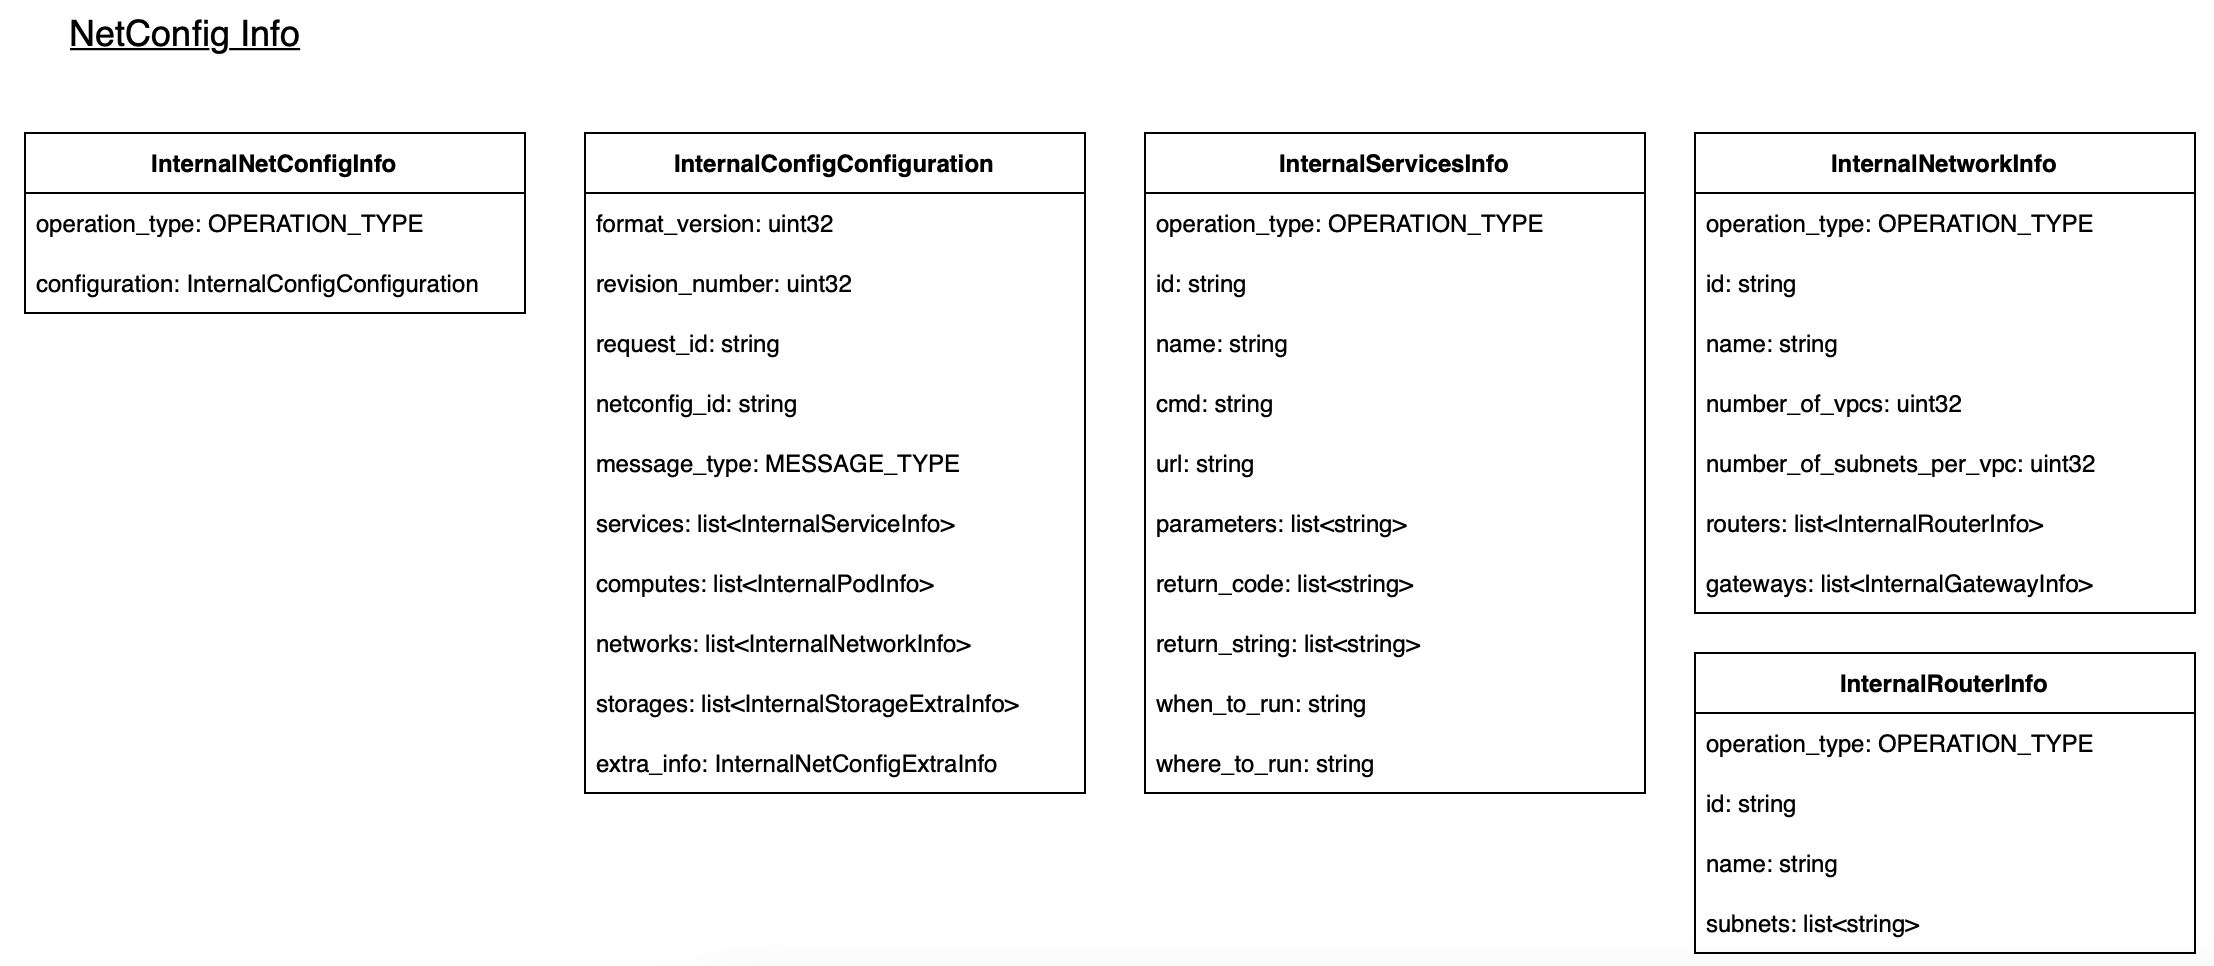 NetConfig Info
InternalNetConfigInfo
operation_type: OPERATION_TYPE
configuration: InternalConfigConfiguration
InternalConfigConfiguration
format_version: uint32
revision_number: uint32
request_id: string
netconfig_id: string
message_type: MESSAGE_TYPE
services: list<InternalServiceInfo>
computes: list<InternalPodInfo>
networks: list<InternalNetworkInfo>
storages: list<InternalStorageExtraInfo>
extra_info: InternalNetConfigExtraInfo
InternalServicesInfo
operation_type: OPERATION_TYPE
id: string
name: string
cmd: string
url: string
parameters: list<string>
return_code: list<string>
return_string: list<string>
when_to_run: string
where_to_run: string
InternalNetworkInfo
operation_type: OPERATION_TYPE
id: string
name: string
number_of_vpcs: uint32
number_of_subnets_per_vpc: uint32
routers: list<InternalRouterInfo>
gateways: list<InternalGatewayInfo>
InternalRouterInfo
operation_type: OPERATION_TYPE
id: string
name: string
subnets: list<string>